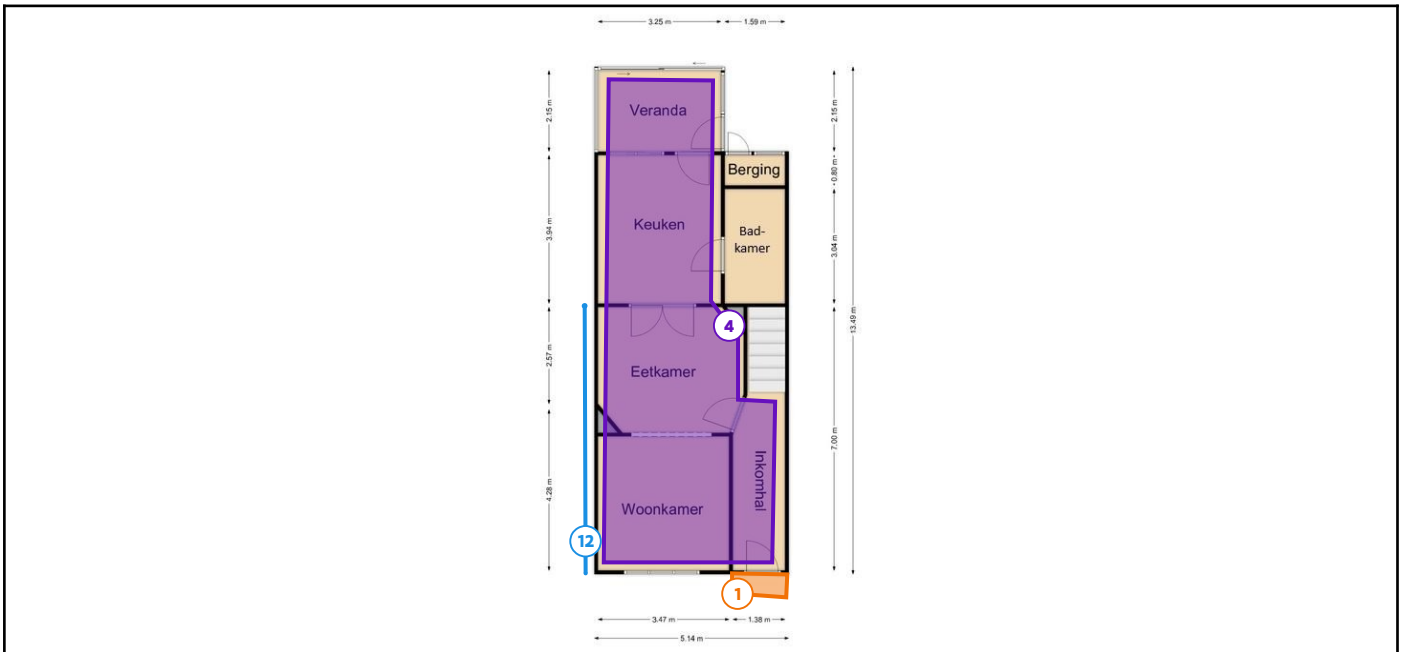 3.25 m
1.59 m
Veranda
2.15 m
2.15 m
Berging
0.80 m
Keuken
Bad-
kamer
3.94 m
3.04 m
4
13.49 m
2.57 m
Eetkamer
7.00 m
Inkomhal
4.28 m
Woonkamer
12
1
3.47 m
1.38 m
5.14 m